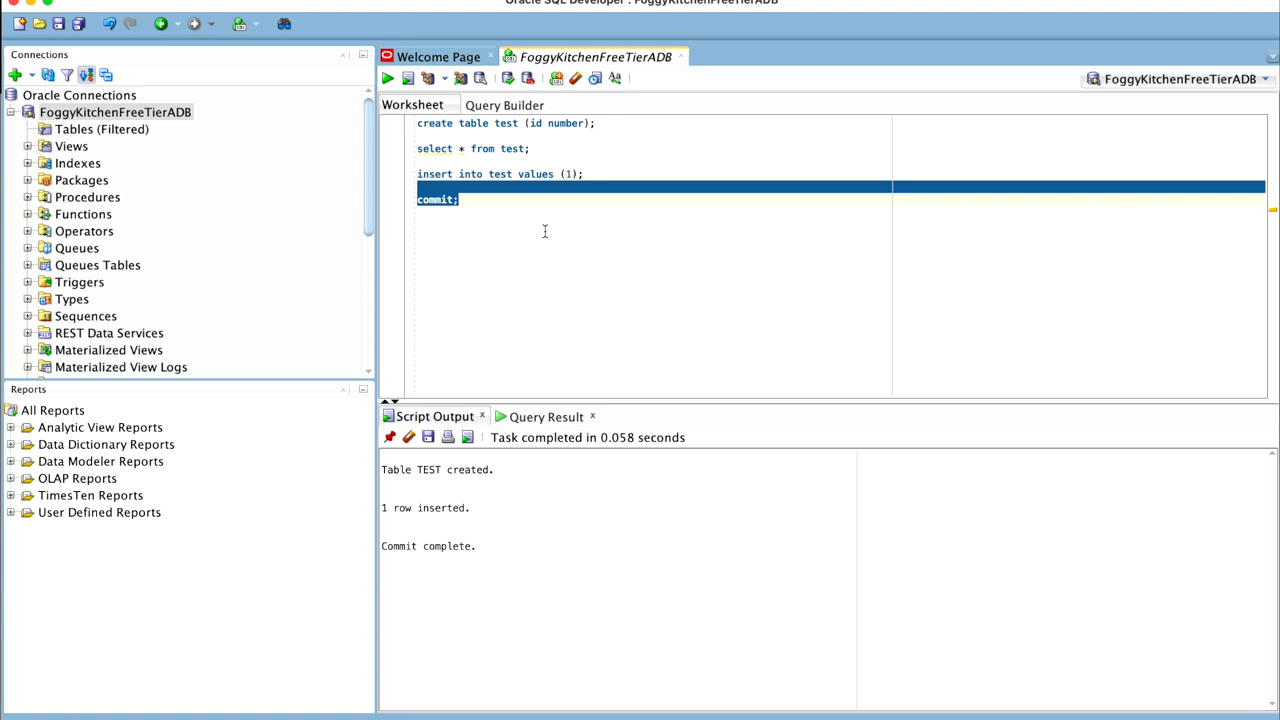 Oracle SQL Developer : FoggyKitchenFreeTierADB
Connections
Oracle Connections
FoggyKitchenFreeTierADB
Tables (Filtered)
Views
Indexes
Packages
Procedures
Functions
Operators
Queues
Queues Tables
Triggers
Types
Sequences
REST Data Services
Materialized Views
Materialized View Logs
Reports
All Reports
Analytic View Reports
Data Dictionary Reports
Data Modeler Reports
OLAP Reports
TimesTen Reports
User Defined Reports
Welcome Page
FoggyKitchenFreeTierADB
Aa
FoggyKitchenFreeTierADB
Worksheet
Query Builder
create table test (id number);
select * from test;
insert into test values (1);
commit;
Script Output
Query Result
Task completed in 0.058 seconds
Table TEST created.
1 row inserted.
Commit complete.